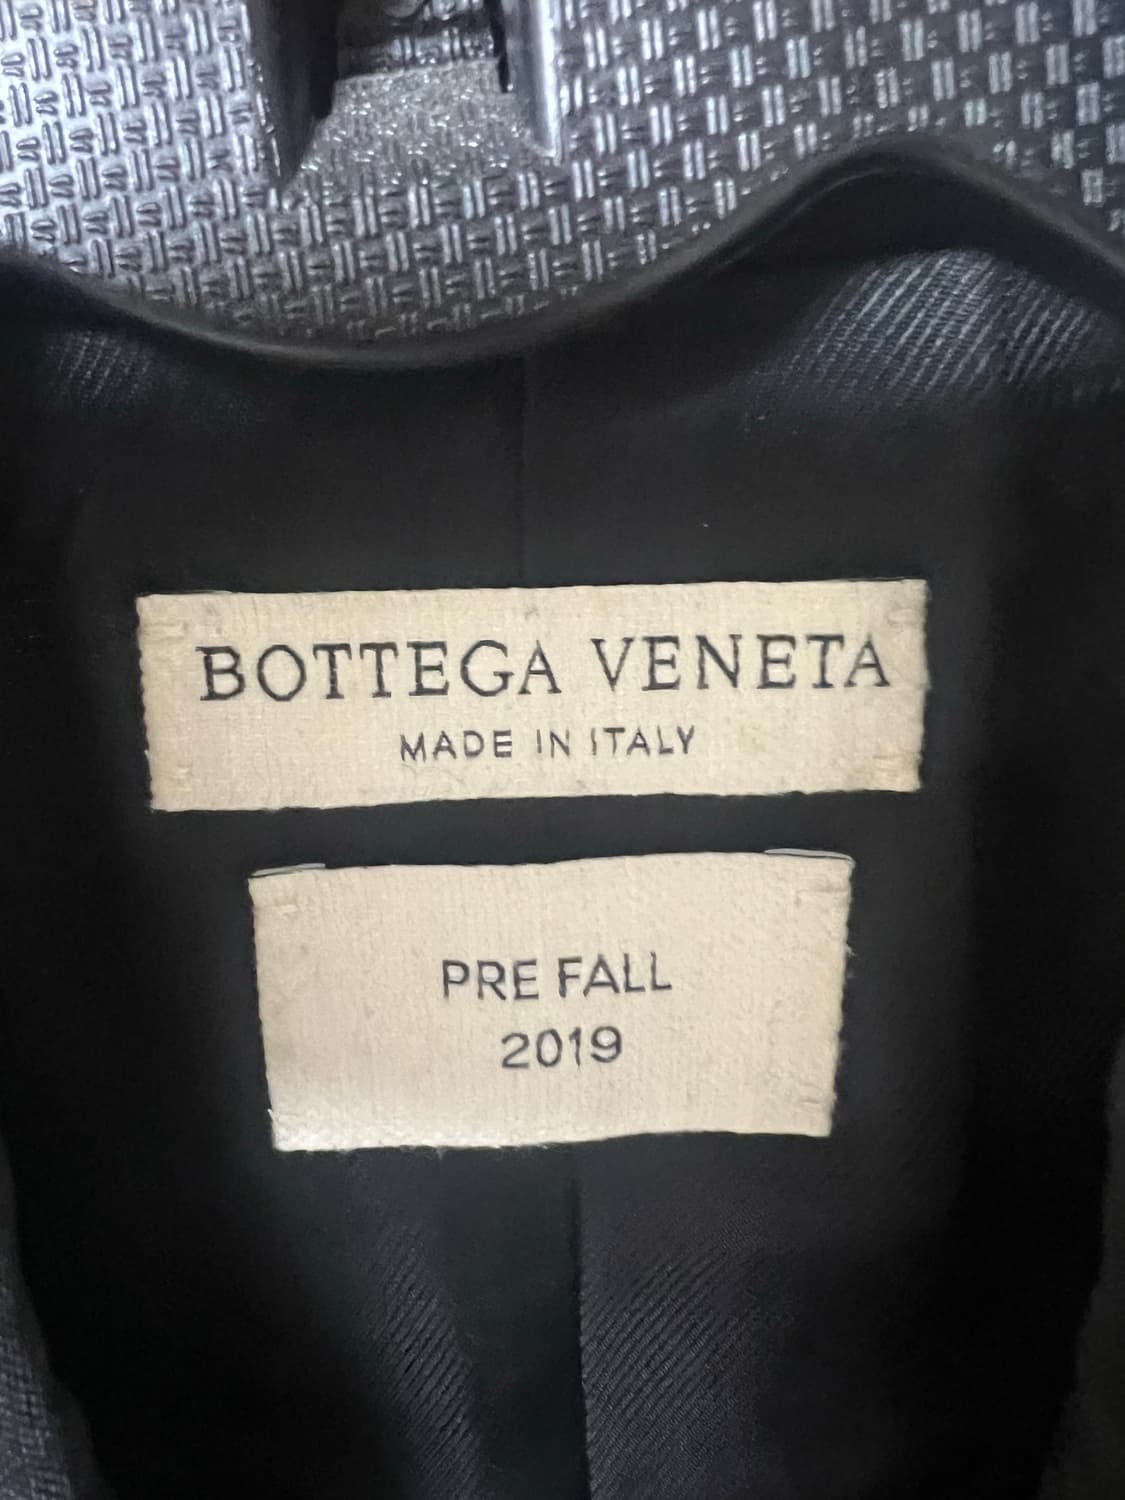 BOTTEGA VENETA
MADE IN ITALY
PRE FALL
2019